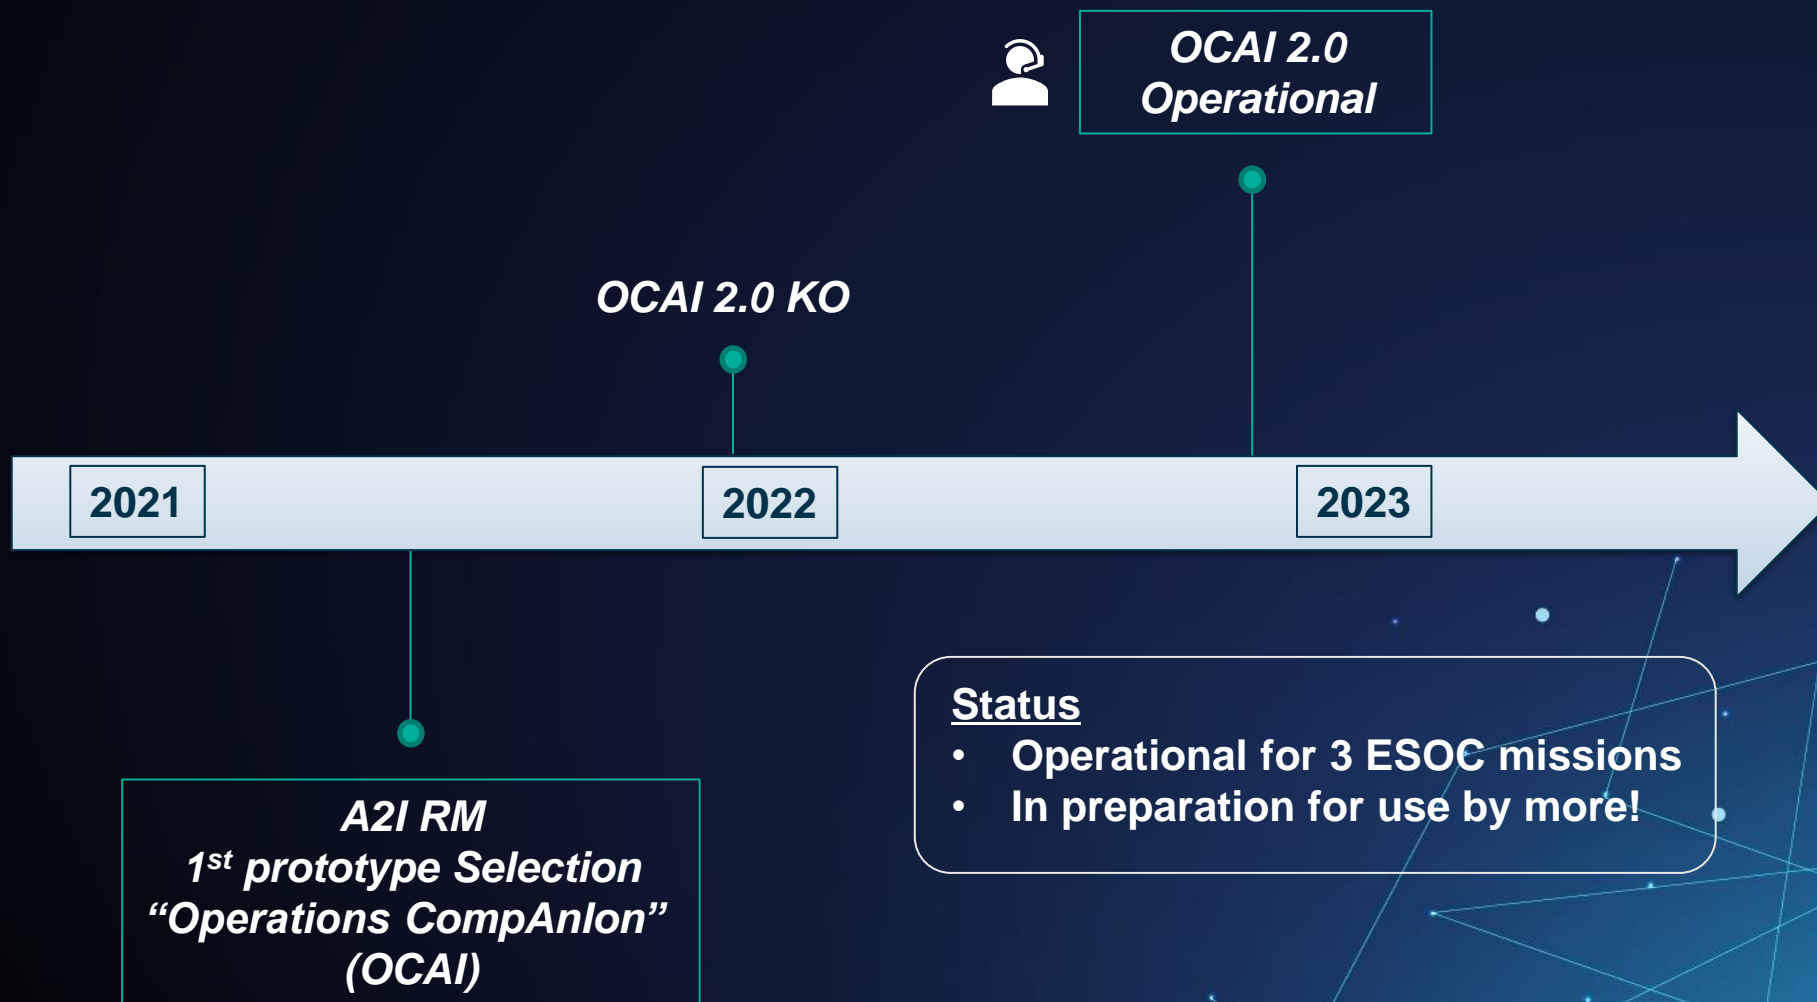 OCAI 2.0
Operational
OCAI 2.0 KO
2021
2022
2023
Status
• Operational for 3 ESOC missions
• In preparation for use by more!
A2I RM
1st prototype Selection
“Operations CompAnIon”
(OCAI)